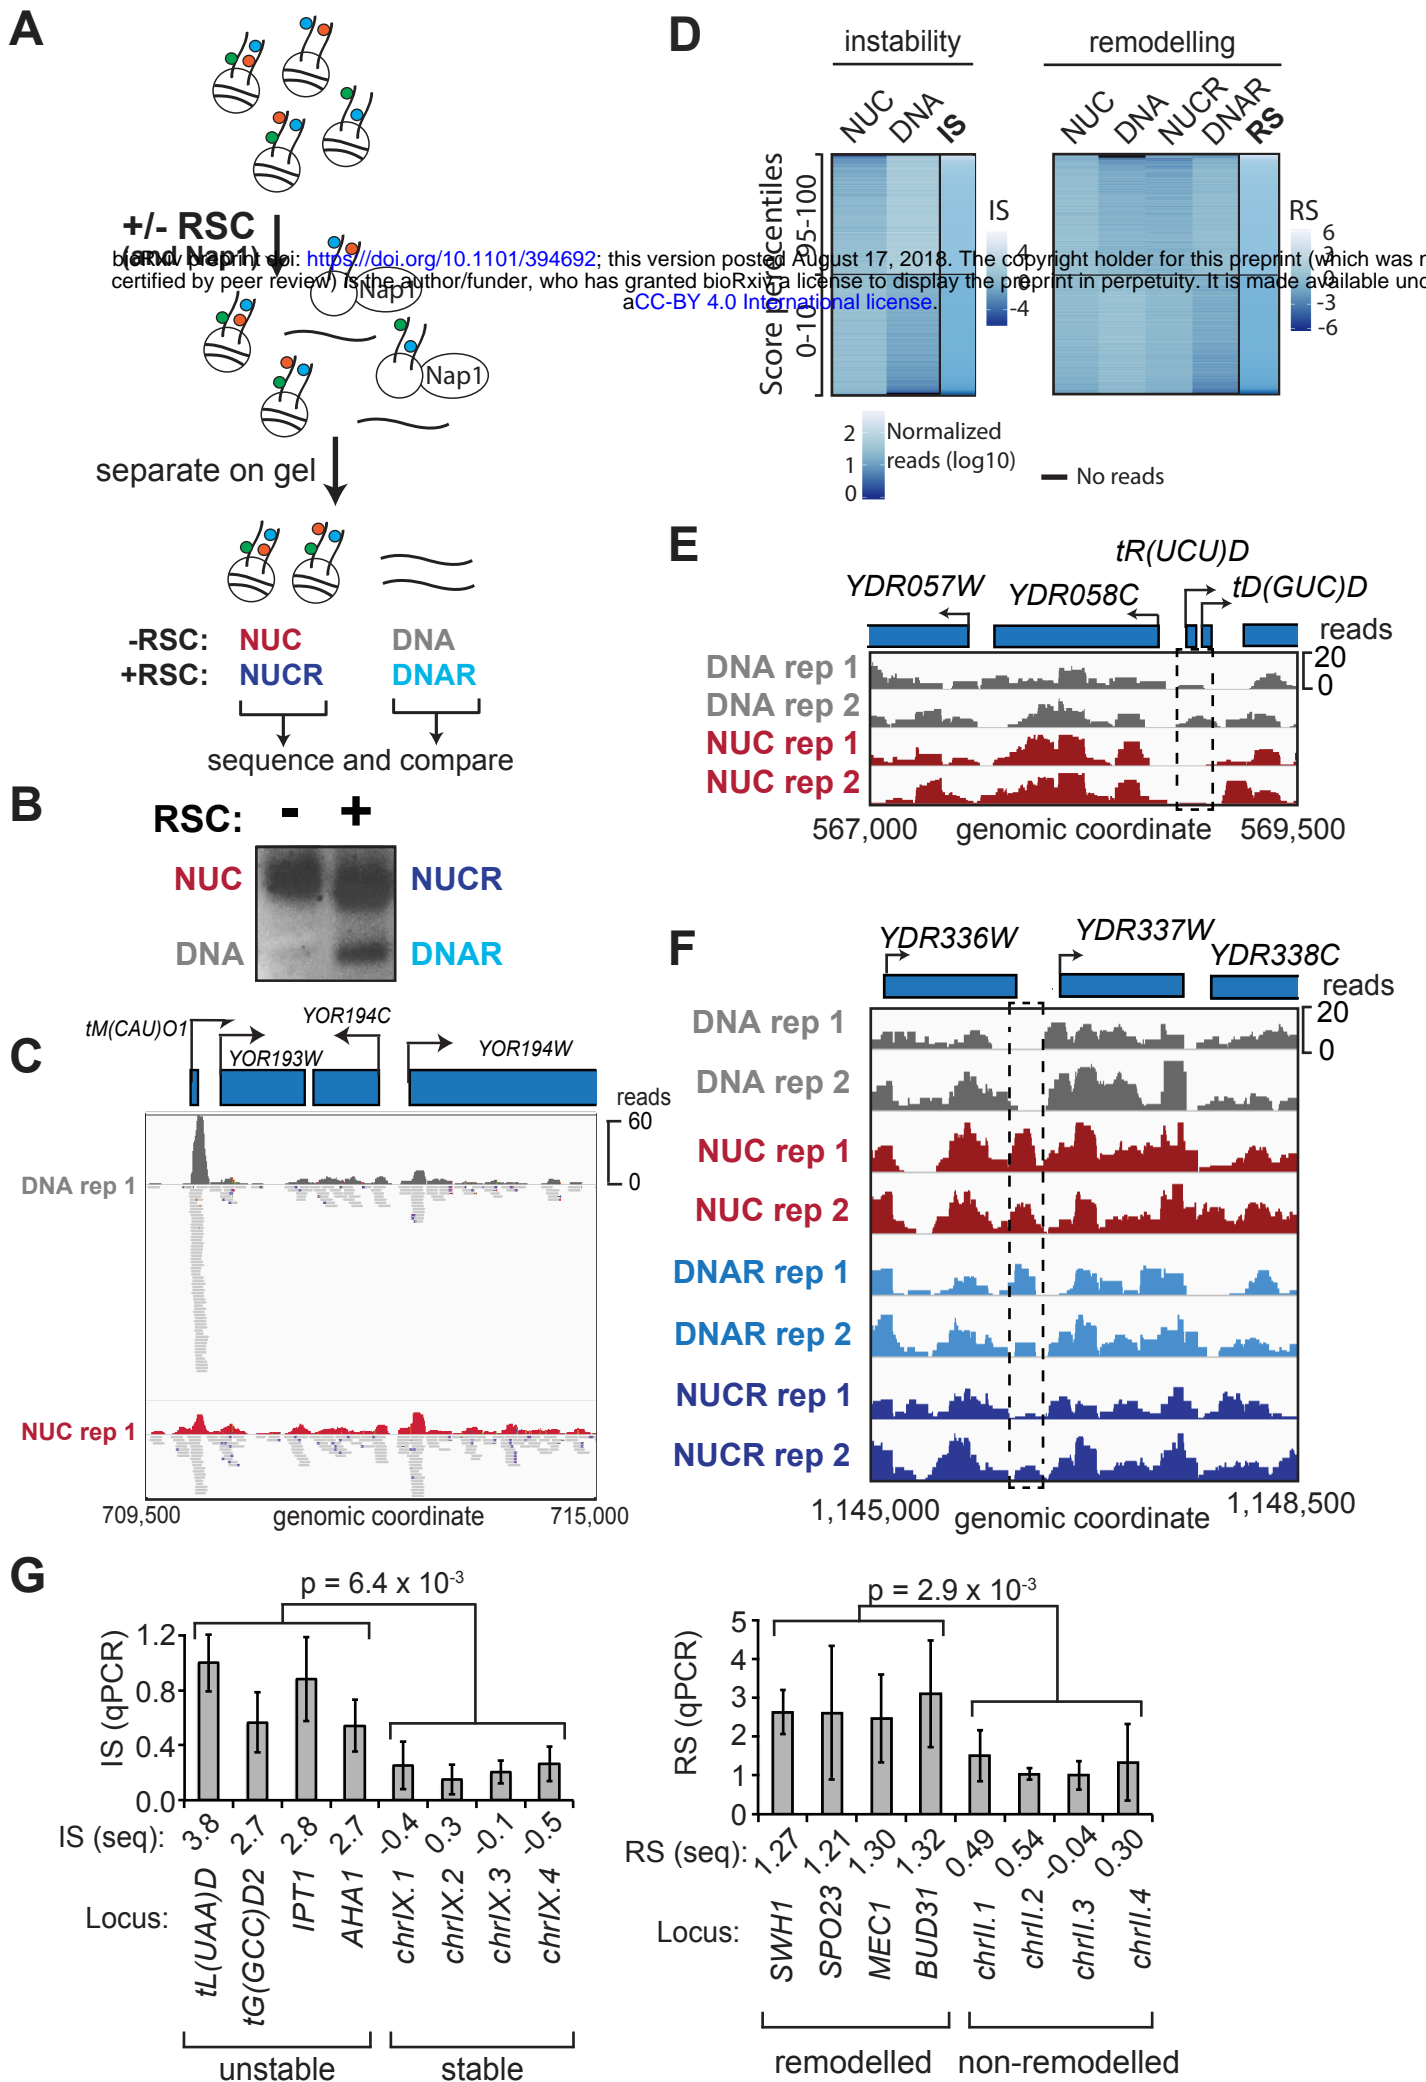 A
+/- RSC
(and Nap1)
Nap1
Nap1
separate on gel
-RSC: NUC DNA
+RSC: NUCR DNAR
sequence and compare
bioRxiv preprint doi: https://doi.org/10.1101/394692; this version posted August 17, 2018. The copyright holder for this preprint (which was n
certified by peer review) is the author/funder, who has granted bioRxiv a license to display the preprint in perpetuity. It is made available und
aCC-BY 4.0 International license.
B
RSC: - +
NUC NUCR
DNA DNAR
C
tM(CAU)O1
YOR193W
YOR194C
YOR194W
reads
60
0
DNA rep 1
NUC rep 1
709,500 genomic coordinate 715,000
D
instability remodelling
NUC DNA IS
NUC DNA NUCR DNAR RS
Score percentiles
95-100
0-10
IS
4
0
-4
RS
6
3
0
-3
-6
2
1
0
Normalized
reads (log10)
No reads
E
tR(UCU)D
YDR057W YDR058C tD(GUC)D
reads
20
0
DNA rep 1
DNA rep 2
NUC rep 1
NUC rep 2
567,000 genomic coordinate 569,500
F
YDR336W YDR337W YDR338C
reads
20
0
DNA rep 1
DNA rep 2
NUC rep 1
NUC rep 2
DNAR rep 1
DNAR rep 2
NUCR rep 1
NUCR rep 2
1,145,000 genomic coordinate 1,148,500
G
p = 6.4 x 10-3
IS (qPCR)
1.2
0.8
0.4
0.0
IS (seq): 3.8 2.7 2.8 2.7 -0.4 0.3 -0.1 -0.5
Locus: tL(UAA)D tG(GCC)D2 IPT1 AHA1 chrIX.1 chrIX.2 chrIX.3 chrIX.4
unstable stable
p = 2.9 x 10-3
RS (qPCR)
5
4
3
2
1
0
RS (seq): 1.27 1.21 1.30 1.32 0.49 0.54 -0.04 0.30
Locus: SWH1 SPO23 MEC1 BUD31 chrII.1 chrII.2 chrII.3 chrII.4
remodelled non-remodelled